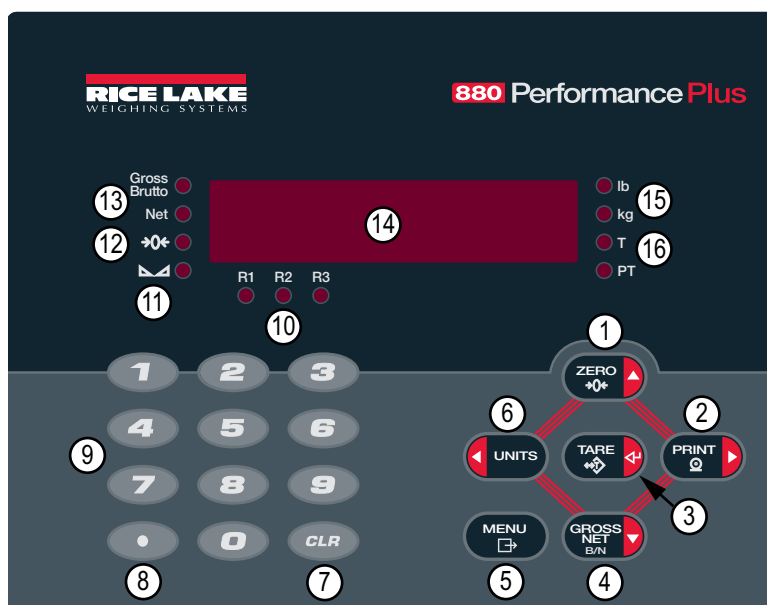 RICE LAKE
WEIGHING SYSTEMS
880 Performance Plus
Gross
Brutto
13
Net
12
→0←
11
14
lb
15
kg
T
16
PT
R1 R2 R3
10
1
1 2 3
ZERO
→0←
4 5 6
6
2
9
UNITS
TARE
T
PRINT
7 8 9
3
MENU
GROSS
NET
B/N
. 0 CLR
8
7
5
4